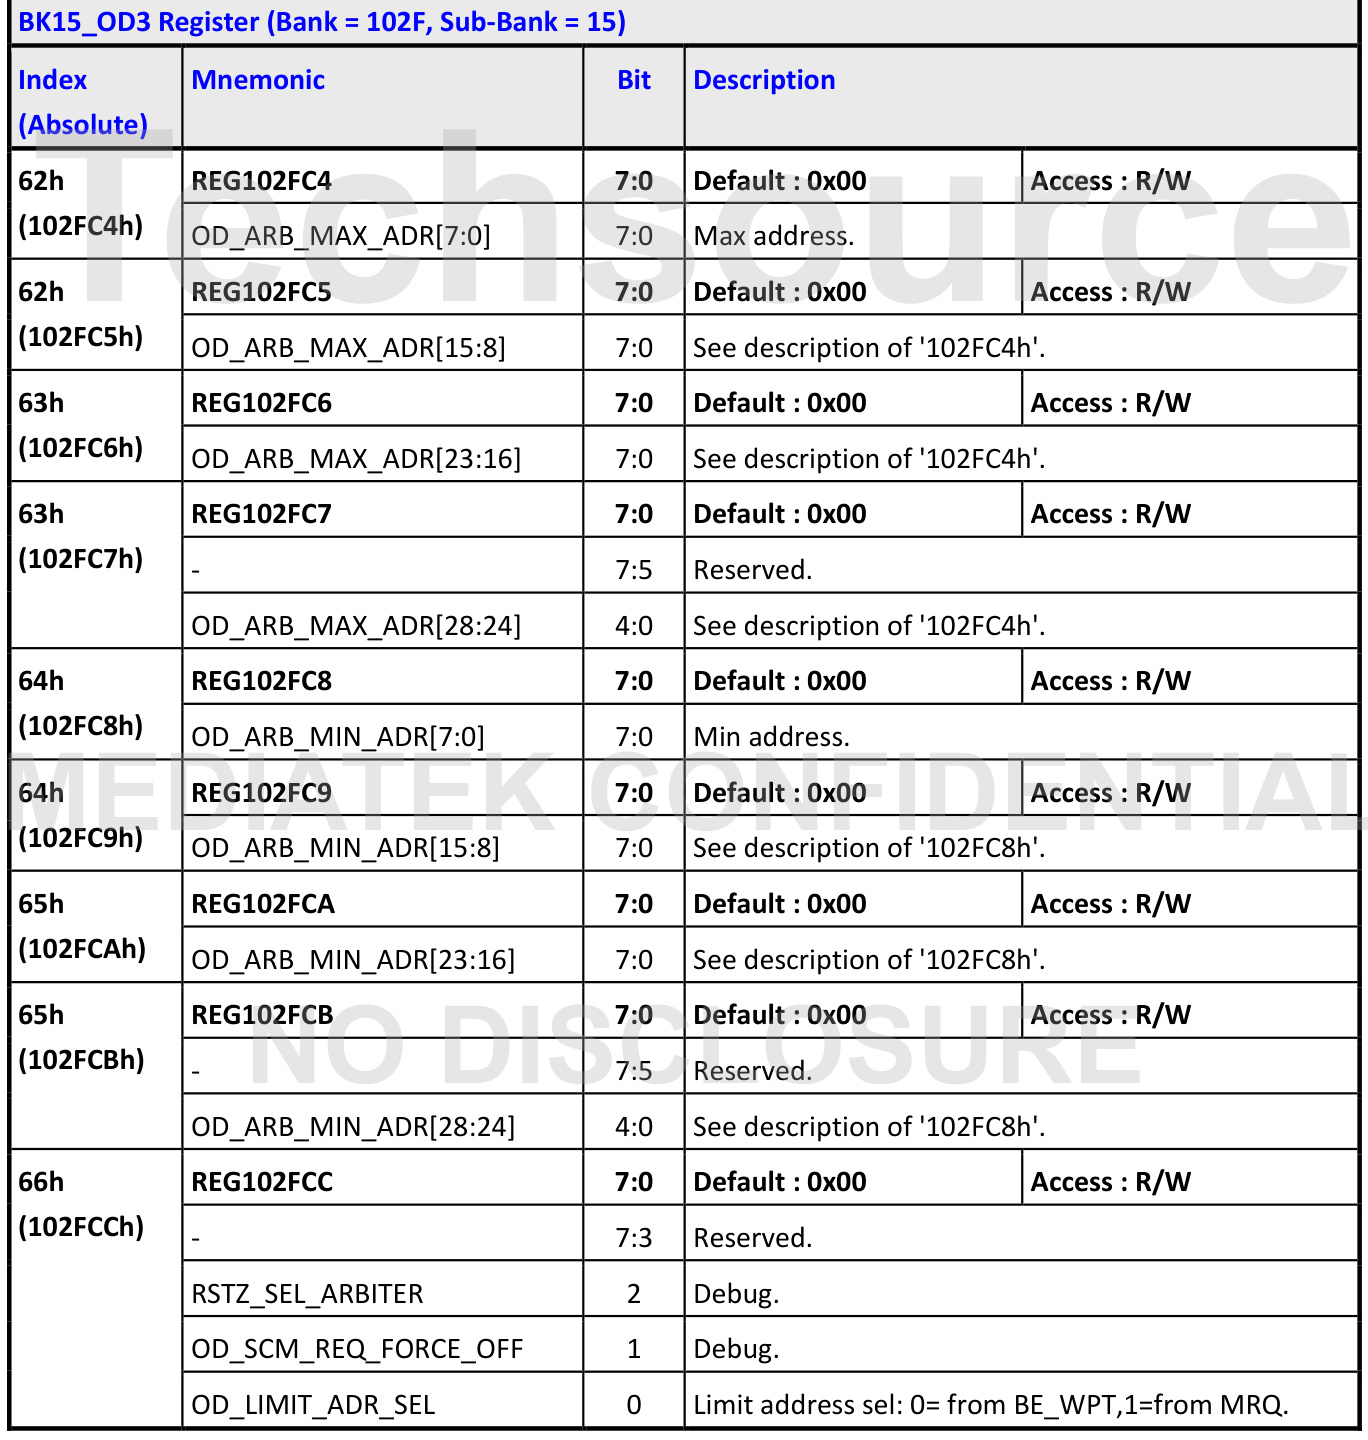 BK15_OD3 Register (Bank = 102F, Sub-Bank = 15)
Index (Absolute) Mnemonic Bit Description
62h (102FC4h) REG102FC4 7:0 Default : 0x00 Access : R/W
OD_ARB_MAX_ADR[7:0] 7:0 Max address.
Techsource
62h (102FC5h) REG102FC5 7:0 Default : 0x00 Access : R/W
OD_ARB_MAX_ADR[15:8] 7:0 See description of '102FC4h'.
63h (102FC6h) REG102FC6 7:0 Default : 0x00 Access : R/W
OD_ARB_MAX_ADR[23:16] 7:0 See description of '102FC4h'.
63h (102FC7h) REG102FC7 7:0 Default : 0x00 Access : R/W
- 7:5 Reserved.
OD_ARB_MAX_ADR[28:24] 4:0 See description of '102FC4h'.
64h (102FC8h) REG102FC8 7:0 Default : 0x00 Access : R/W
OD_ARB_MIN_ADR[7:0] 7:0 Min address.
MEDIATEK CONFIDENTIAL
64h (102FC9h) REG102FC9 7:0 Default : 0x00 Access : R/W
OD_ARB_MIN_ADR[15:8] 7:0 See description of '102FC8h'.
65h (102FCAh) REG102FCA 7:0 Default : 0x00 Access : R/W
OD_ARB_MIN_ADR[23:16] 7:0 See description of '102FC8h'.
65h (102FCBh) REG102FCB 7:0 Default : 0x00 Access : R/W
NO DISCLOSURE
- 7:5 Reserved.
OD_ARB_MIN_ADR[28:24] 4:0 See description of '102FC8h'.
66h (102FCCh) REG102FCC 7:0 Default : 0x00 Access : R/W
- 7:3 Reserved.
RSTZ_SEL_ARBITER 2 Debug.
OD_SCM_REQ_FORCE_OFF 1 Debug.
OD_LIMIT_ADR_SEL 0 Limit address sel: 0= from BE_WPT,1=from MRQ.